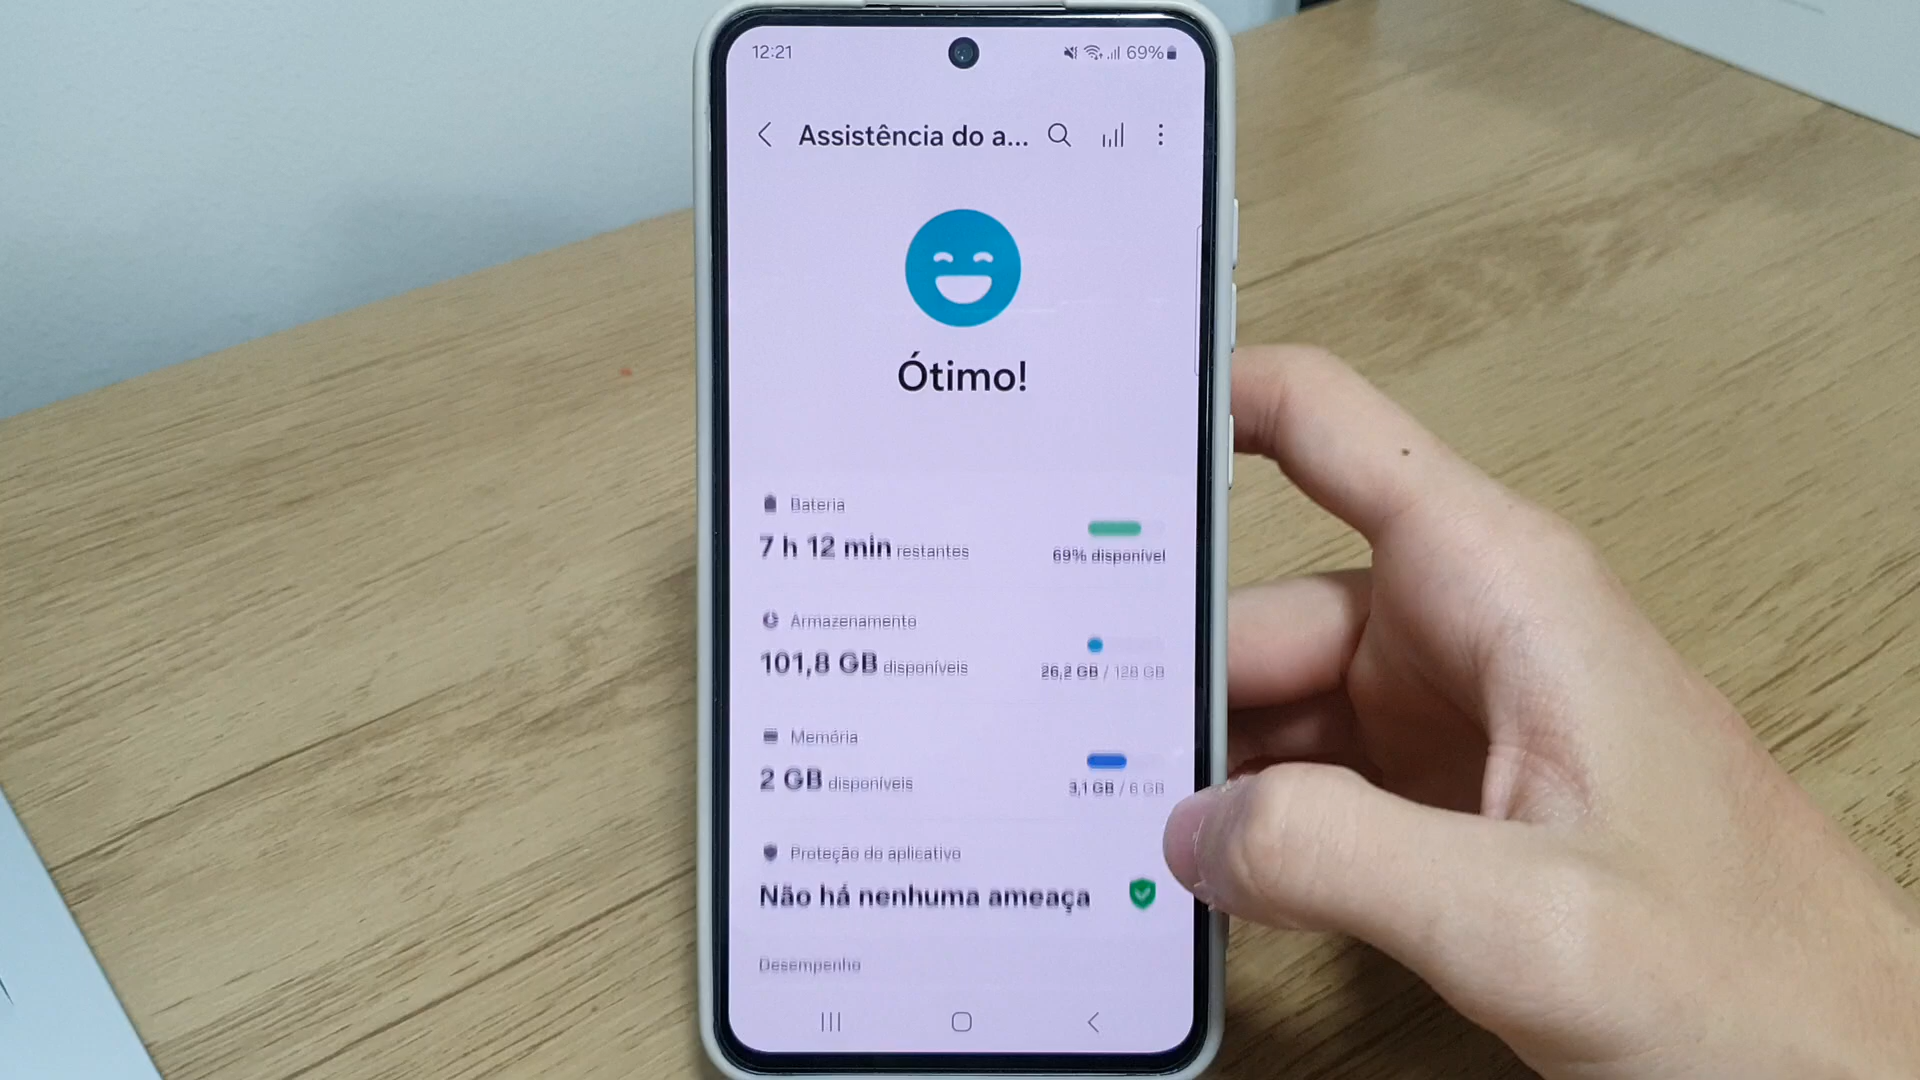 12:21
69%
Assistência do a...
Ótimo!
Bateria
7 h 12 min restantes
69% disponível
Armazenamento
101,8 GB disponíveis
26,2 GB / 128 GB
Memória
2 GB disponíveis
3,1 GB / 6 GB
Proteção do aplicativo
Não há nenhuma ameaça
Desempenho